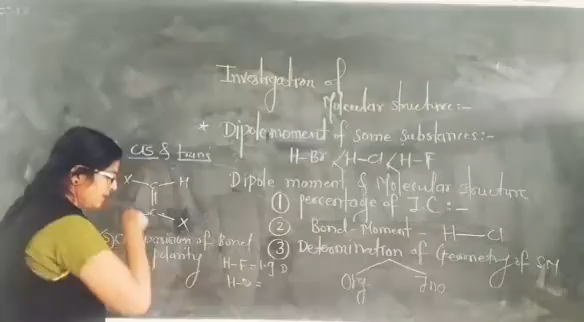 Investigation of
Molecular structure:-
* Dipole moment of some substances:-
H-Br < H-Cl < H-F
Dipole moment & Molecular structure
① percentage of I.C:-
② Bond-Moment - H-Cl
③ Determination of Geometry of
Org Ino
cis & trans
X H
X
of Bond
polarity
H-F = 1.9 D